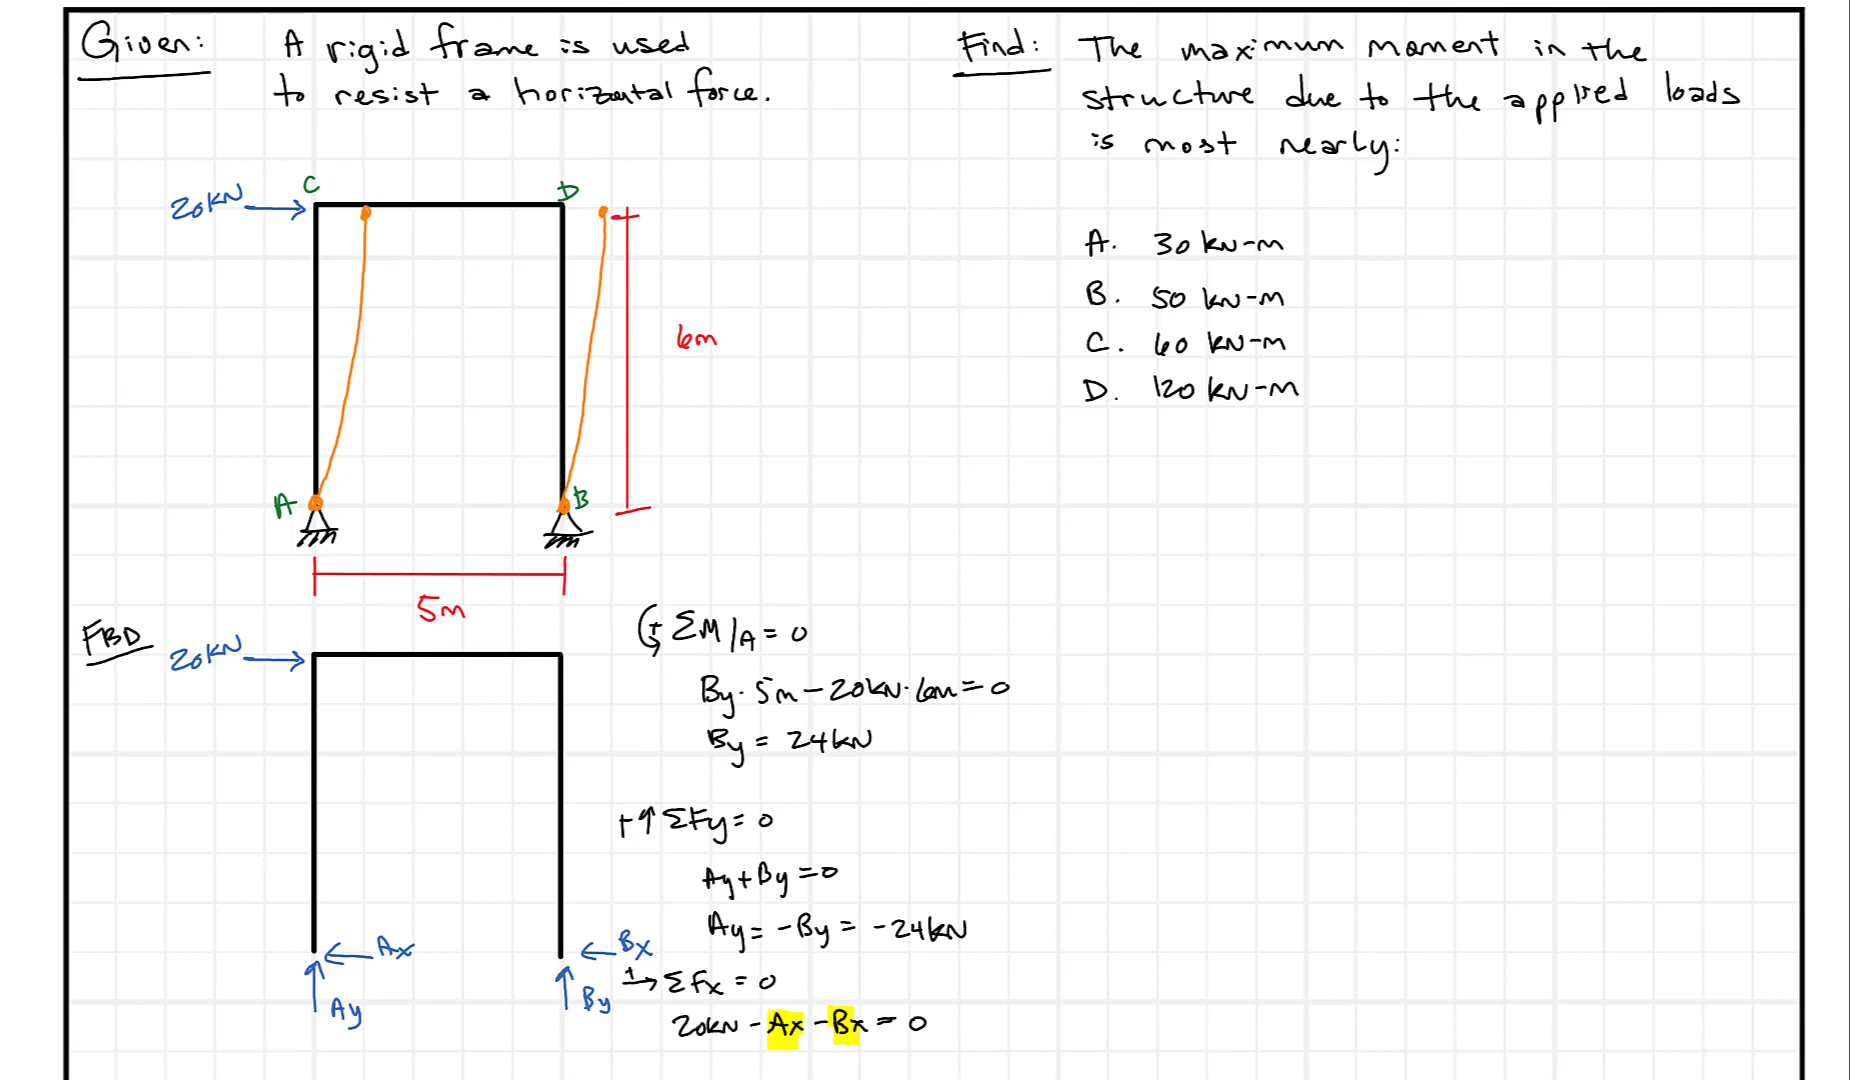 Given: A rigid frame is used
to resist a horizontal force.
Find: The maximum moment in the
structure due to the applied loads
is most nearly:
A. 30 kN-m
B. 50 kN-m
C. 60 kN-m
D. 120 kN-m
C
D
20kN
6m
A
B
5m
FBD
20kN
Ax
Ay
Bx
By
+ ΣM/A = 0
By · 5m - 20kN · 6m = 0
By = 24kN
+↑ ΣFy = 0
Ay + By = 0
Ay = -By = -24kN
+→ ΣFx = 0
20kN - Ax - Bx = 0